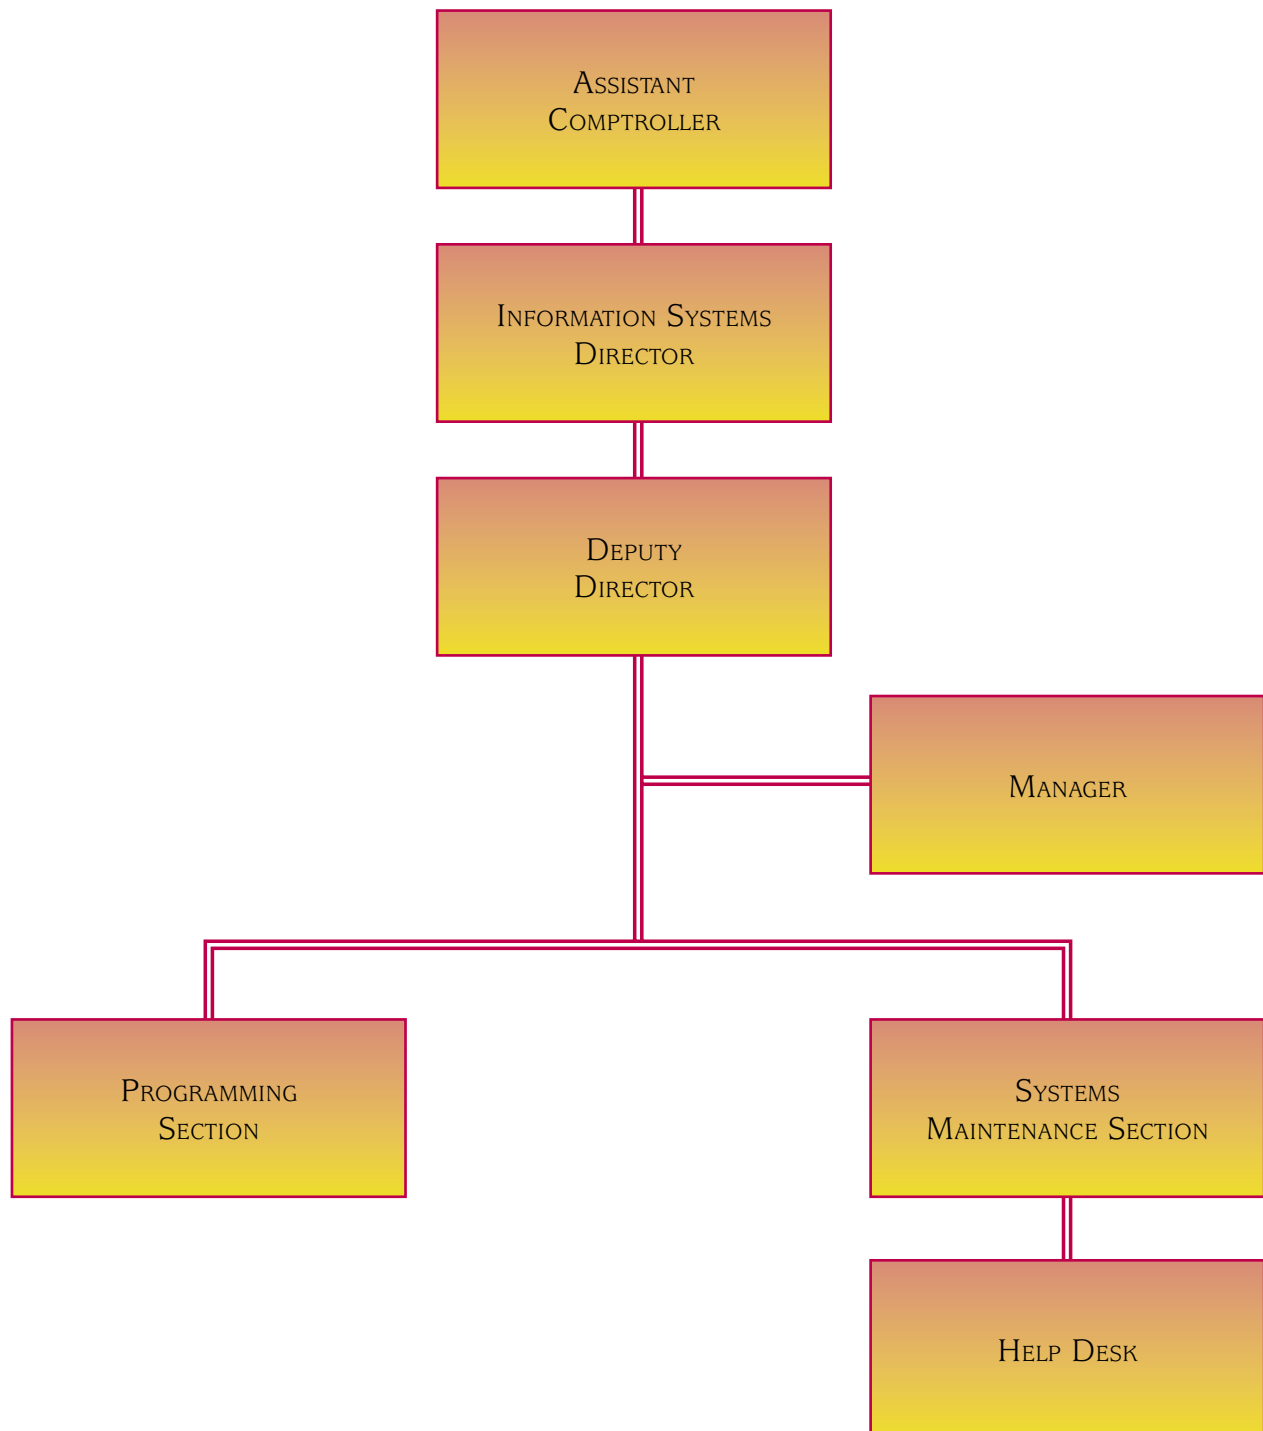 Assistant
Comptroller
Information Systems
Director
Deputy
Director
Manager
Programming
Section
Systems
Maintenance Section
Help Desk